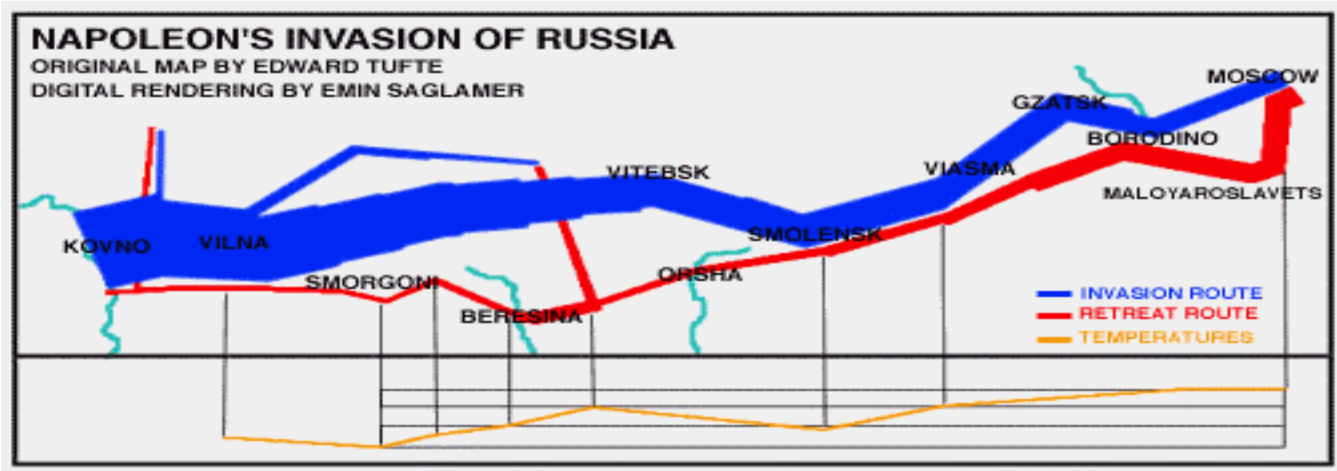 NAPOLEON'S INVASION OF RUSSIA
ORIGINAL MAP BY EDWARD TUFTE
DIGITAL RENDERING BY EMIN SAGLAMER
MOSCOW
GZATSK
BORODINO
VITEBSK
VIASMA
MALOYAROSLAVETS
KOVNO
VILNA
SMOLENSK
ORSHA
SMORGONI
BERESINA
INVASION ROUTE
RETREAT ROUTE
TEMPERATURES